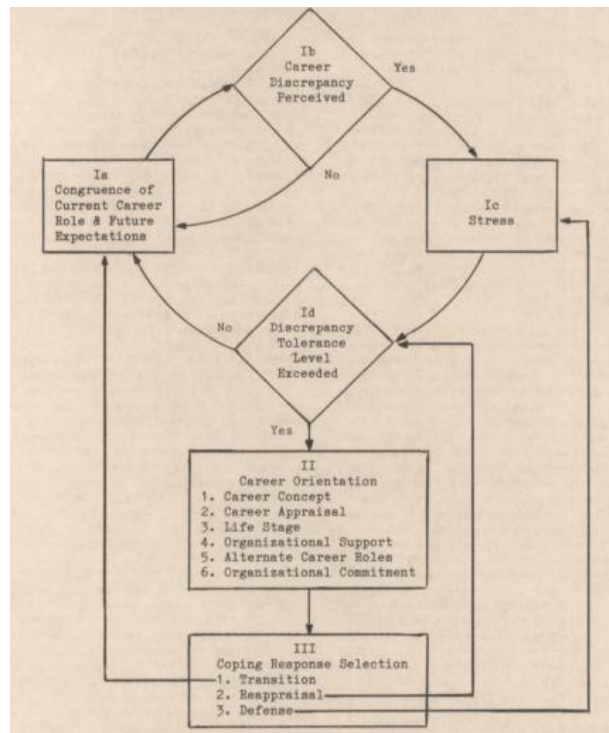 Ib
Career
Discrepancy
Perceived
Yes
No
Ia
Congruence of
Current Career
Role & Future
Expectations
Ic
Stress
Id
Discrepancy
Tolerance
Level
Exceeded
No
Yes
II
Career Orientation
1. Career Concept
2. Career Appraisal
3. Life Stage
4. Organizational Support
5. Alternate Career Roles
6. Organizational Commitment
III
Coping Response Selection
1. Transition
2. Reappraisal
3. Defense